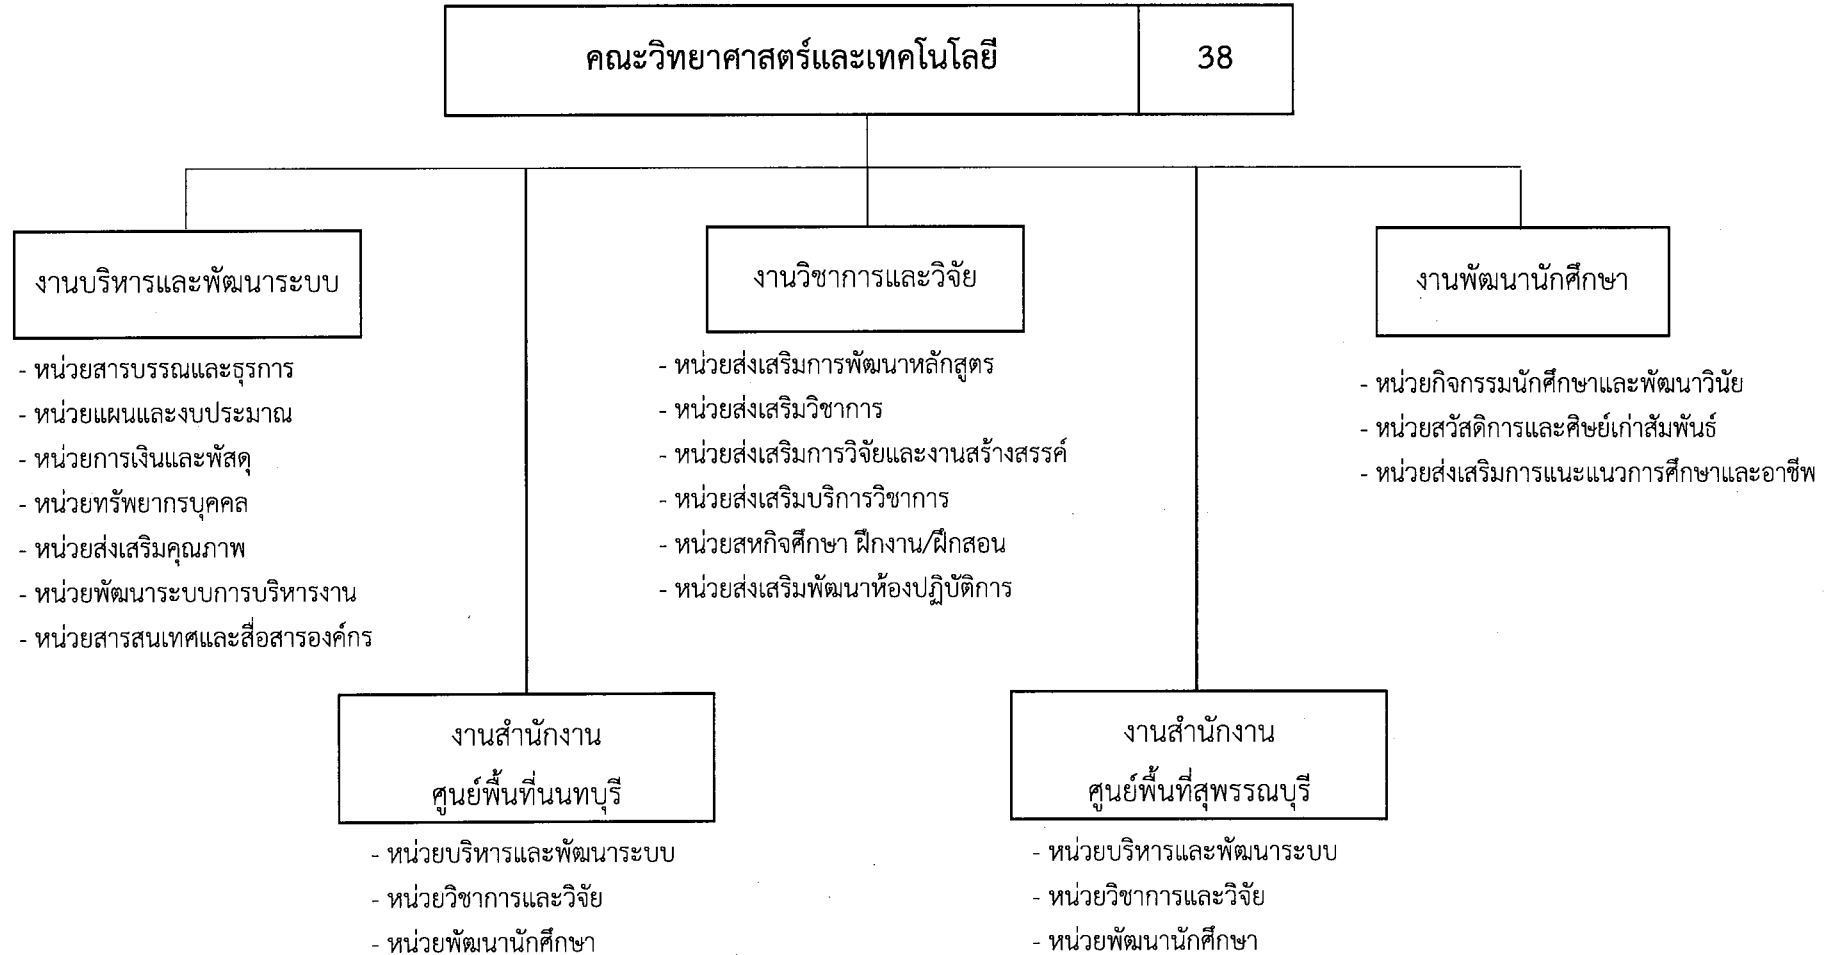 คณะวิทยาศาสตร์และเทคโนโลยี 38
งานบริหารและพัฒนาระบบ
- หน่วยสารบรรณและธุรการ
- หน่วยแผนและงบประมาณ
- หน่วยการเงินและพัสดุ
- หน่วยทรัพยากรบุคคล
- หน่วยส่งเสริมคุณภาพ
- หน่วยพัฒนาระบบการบริหารงาน
- หน่วยสารสนเทศและสื่อสารองค์กร
งานวิชาการและวิจัย
- หน่วยส่งเสริมการพัฒนาหลักสูตร
- หน่วยส่งเสริมวิชาการ
- หน่วยส่งเสริมการวิจัยและงานสร้างสรรค์
- หน่วยส่งเสริมบริการวิชาการ
- หน่วยสหกิจศึกษา ฝึกงาน/ฝึกสอน
- หน่วยส่งเสริมพัฒนาห้องปฏิบัติการ
งานพัฒนานักศึกษา
- หน่วยกิจกรรมนักศึกษาและพัฒนาวินัย
- หน่วยสวัสดิการและศิษย์เก่าสัมพันธ์
- หน่วยส่งเสริมการแนะแนวการศึกษาและอาชีพ
งานสำนักงาน
ศูนย์พื้นที่นนทบุรี
- หน่วยบริหารและพัฒนาระบบ
- หน่วยวิชาการและวิจัย
- หน่วยพัฒนานักศึกษา
งานสำนักงาน
ศูนย์พื้นที่สุพรรณบุรี
- หน่วยบริหารและพัฒนาระบบ
- หน่วยวิชาการและวิจัย
- หน่วยพัฒนานักศึกษา